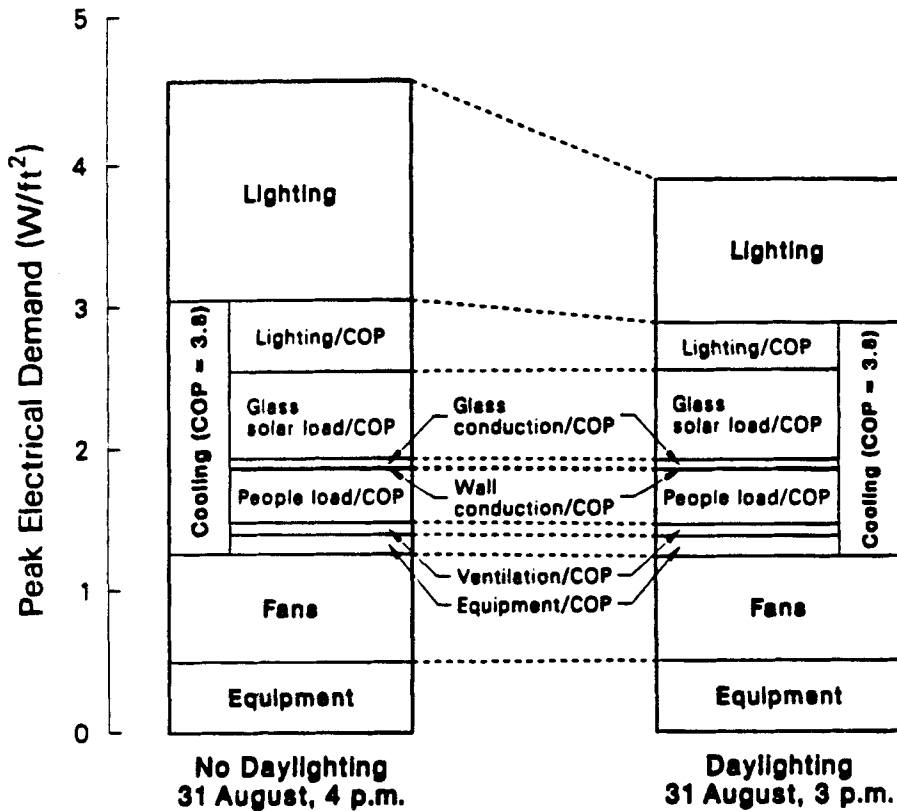 Peak Electrical Demand (W/ft²)
5
4
3
2
1
0
Lighting
Cooling (COP = 3.8)
Lighting/COP
Glass
solar load/COP
People load/COP
Fans
Equipment
No Daylighting
31 August, 4 p.m.
Glass
conduction/COP
Wall
conduction/COP
Ventilation/COP
Equipment/COP
Lighting
Lighting/COP
Glass
solar load/COP
People load/COP
Cooling (COP = 3.8)
Fans
Equipment
Daylighting
31 August, 3 p.m.